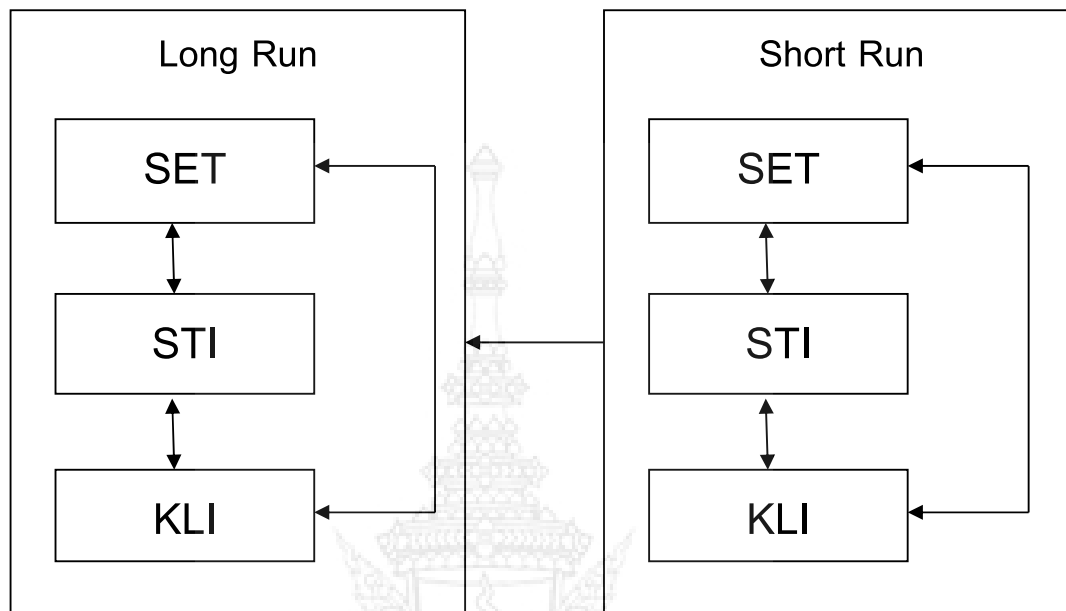 Long Run
SET
STI
KLI
Short Run
SET
STI
KLI